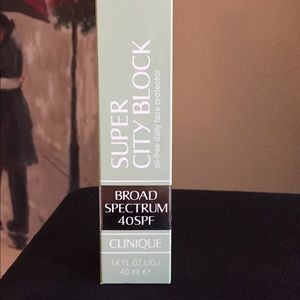 SUPER
CITY BLOCK
oil-free daily face protector
BROAD
SPECTRUM
40SPF
CLINIQUE
1.4 FL.OZ.LIQ./
40 ml ℮